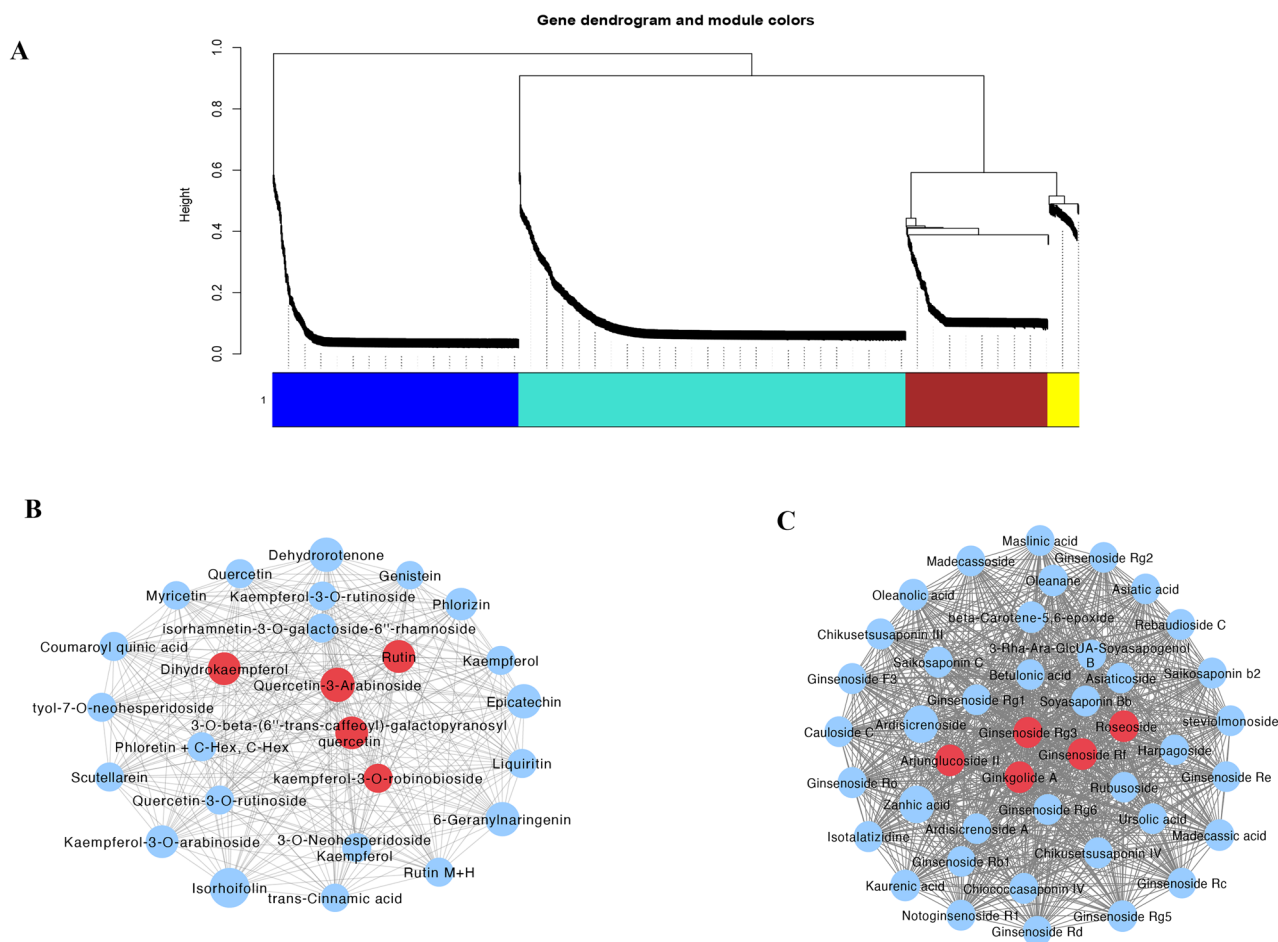 Gene dendrogram and module colors
A
Height
1.0
0.8
0.6
0.4
0.2
0.0
1
B
Dehydrorotenone
Quercetin
Genistein
Myricetin
Kaempferol-3-O-rutinoside
Phlorizin
isorhamnetin-3-O-galactoside-6"-rhamnoside
Coumaroyl quinic acid
Rutin
Kaempferol
Dihydrokaempferol
Quercetin-3-Arabinoside
Epicatechin
tyol-7-O-neohesperidoside
3-O-beta-(6"-trans-caffeoyl)-galactopyranosyl
quercetin
Phloretin + C-Hex, C-Hex
Liquiritin
Scutellarein
kaempferol-3-O-robinobioside
Quercetin-3-O-rutinoside
6-Geranylnaringenin
Kaempferol-3-O-arabinoside
3-O-Neohesperidoside
Kaempferol
Rutin M+H
Isorhoifolin
trans-Cinnamic acid
C
Maslinic acid
Madecassoside
Ginsenoside Rg2
Oleanane
Asiatic acid
Oleanolic acid
beta-Carotene-5,6-epoxide
Rebaudioside C
Chikusetsusaponin III
3-Rha-Ara-GlcUA-Soyasapogenol
B
Saikosaponin C
Betulonic acid
Asiaticoside
Saikosaponin b2
Ginsenoside F3
Ginsenoside Rg1
Soyasaponin Bb
Ardisicrenoside
Roseoside
steviolmonoside
Cauloside C
Ginsenoside Rg3
Harpagoside
Arjunglucoside II
Ginsenoside Rf
Ginsenoside Ro
Ginkgolide A
Rubusoside
Ginsenoside Re
Zanhic acid
Ginsenoside Rg6
Ursolic acid
Isotalatizidine
Ardisicrenoside A
Madecassic acid
Ginsenoside Rb1
Chikusetsusaponin IV
Kaurenic acid
Chlococcasaponin IV
Ginsenoside Rc
Notoginsenoside R1
Ginsenoside Rg5
Ginsenoside Rd